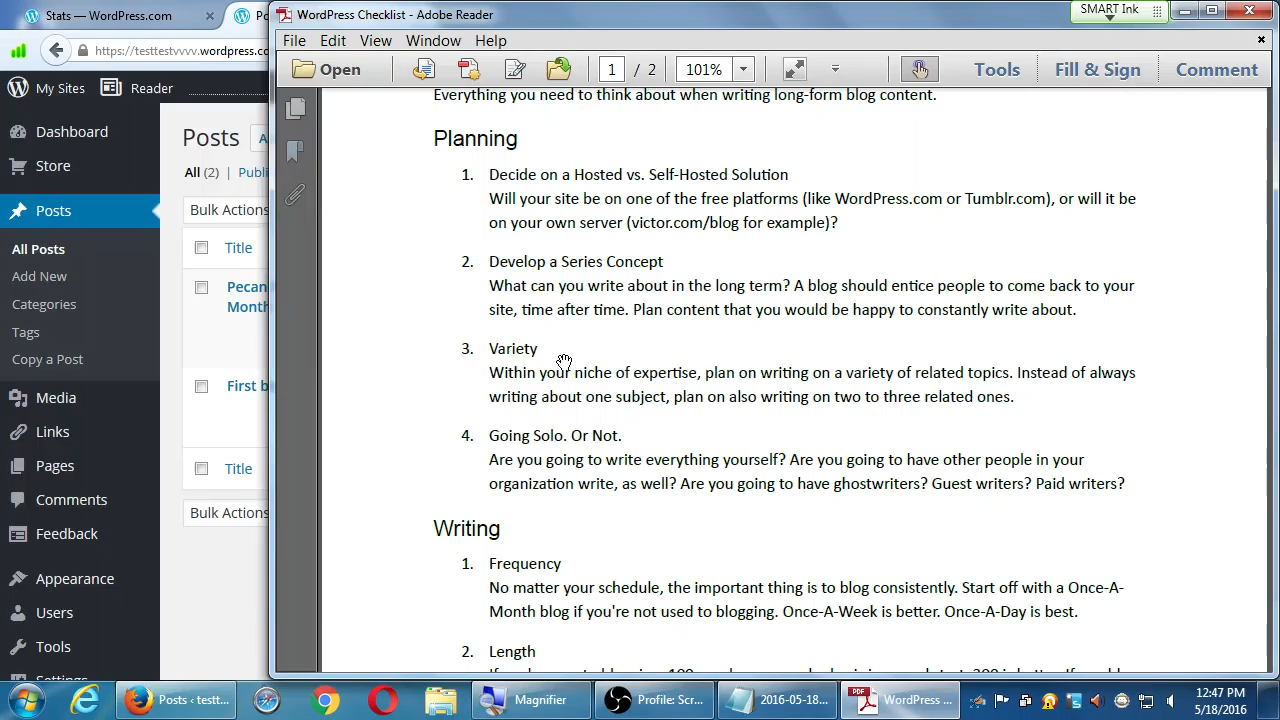 Stats — WordPress.com
Po
WordPress Checklist - Adobe Reader
SMART Ink
https://testtestvvvv.wordpress.co
File Edit View Window Help
My Sites Reader
Open 1 / 2 101% Tools Fill & Sign Comment
Everything you need to think about when writing long-form blog content.
Dashboard
Store
Posts
All Posts
Add New
Categories
Tags
Copy a Post
Media
Links
Pages
Comments
Feedback
Appearance
Users
Tools
Settings
Posts A
All (2) | Publi
Bulk Actions
Title
Pecan
Month
First b
Title
Bulk Actions
Planning
1. Decide on a Hosted vs. Self-Hosted Solution
Will your site be on one of the free platforms (like WordPress.com or Tumblr.com), or will it be
on your own server (victor.com/blog for example)?
2. Develop a Series Concept
What can you write about in the long term? A blog should entice people to come back to your
site, time after time. Plan content that you would be happy to constantly write about.
3. Variety
Within your niche of expertise, plan on writing on a variety of related topics. Instead of always
writing about one subject, plan on also writing on two to three related ones.
4. Going Solo. Or Not.
Are you going to write everything yourself? Are you going to have other people in your
organization write, as well? Are you going to have ghostwriters? Guest writers? Paid writers?
Writing
1. Frequency
No matter your schedule, the important thing is to blog consistently. Start off with a Once-A-
Month blog if you're not used to blogging. Once-A-Week is better. Once-A-Day is best.
2. Length
Posts ‹ testt...
Magnifier
Profile: Scr...
2016-05-18...
PDF
WordPress ...
12:47 PM
5/18/2016